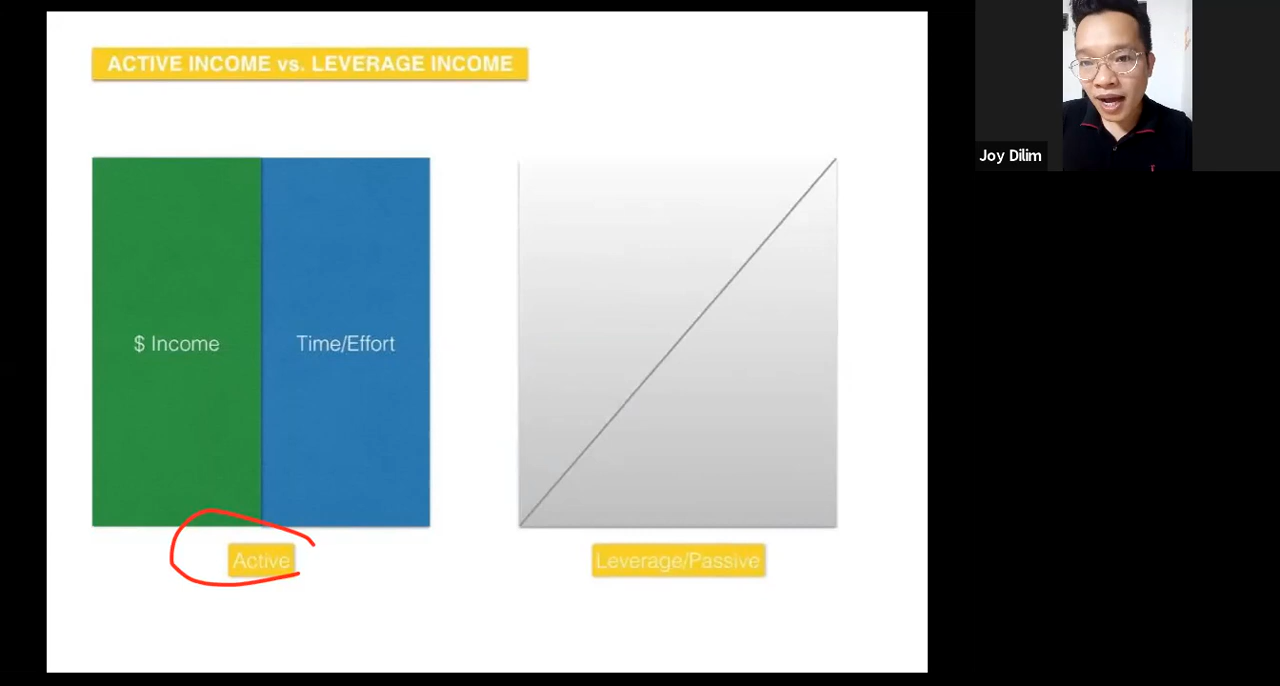 ACTIVE INCOME vs. LEVERAGE INCOME
Joy Dilim
$ Income
Time/Effort
Active
Leverage/Passive